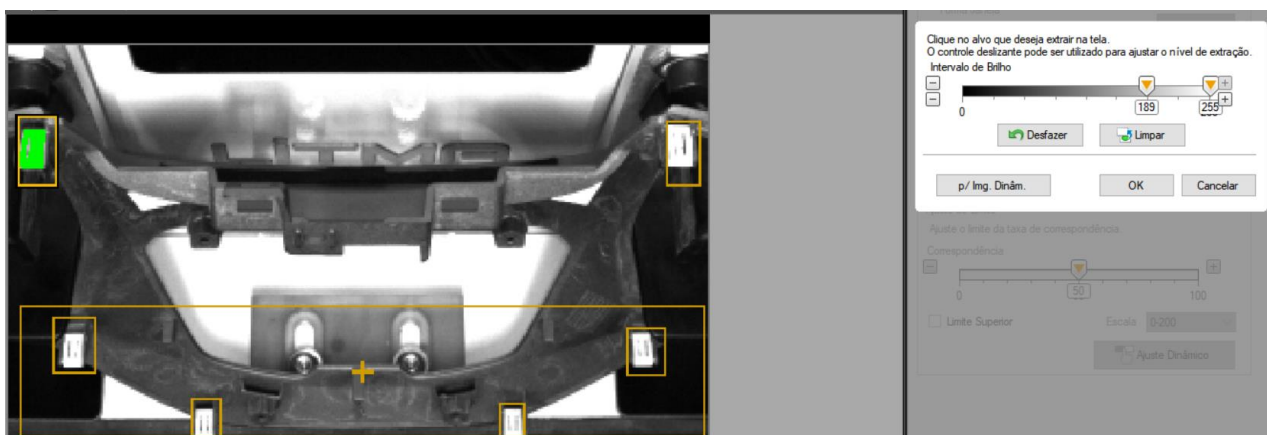 Clique no alvo que deseja extrair na tela.
O controle deslizante pode ser utilizado para ajustar o nível de extração.
Intervalo de Brilho
0
189
255
Desfazer
Limpar
p/ Img. Dinâm.
OK
Cancelar
Ajuste o limite da taxa de correspondência.
Correspondência
0
50
100
Limite Superior
Escala
0-200
Ajuste Dinâmico